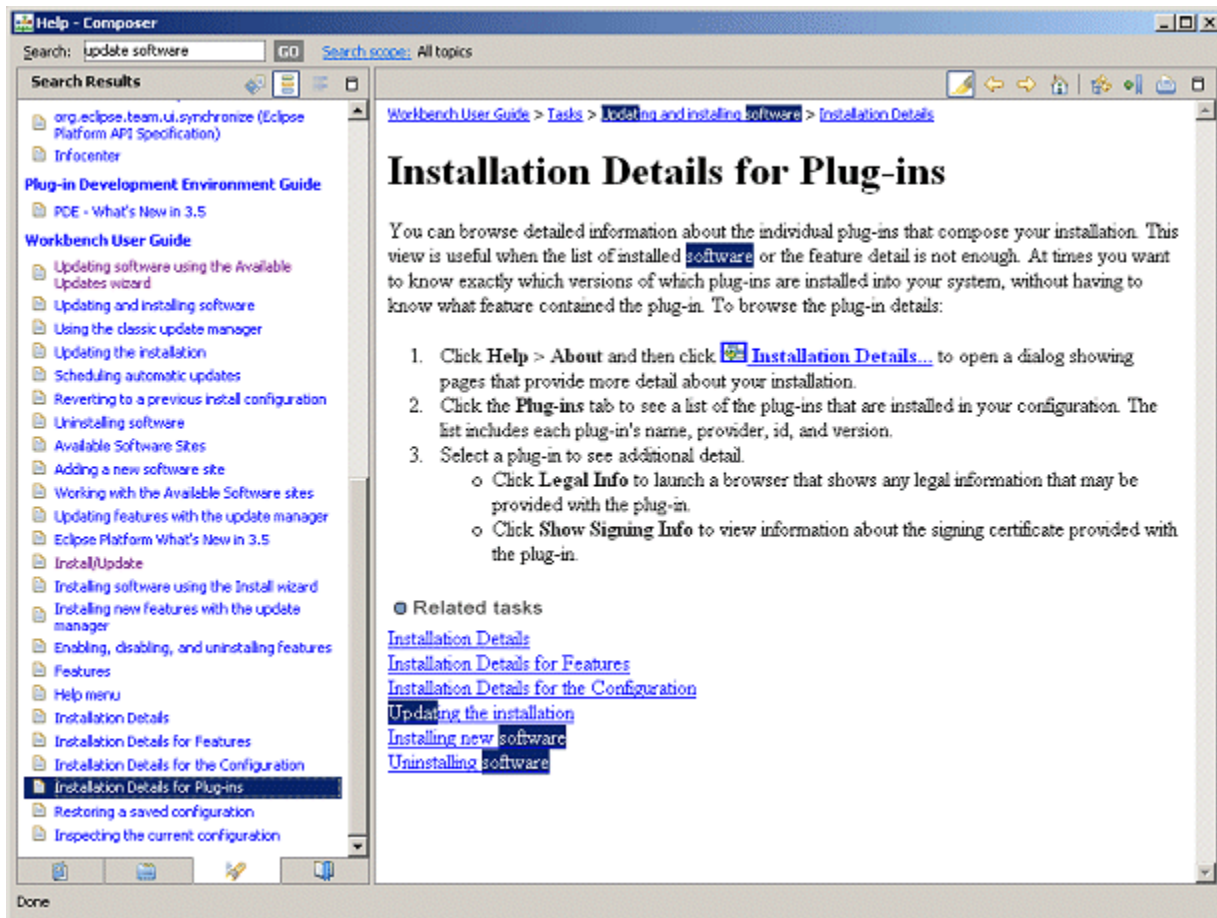 Help - Composer
Search: update software GO Search scope: All topics
Search Results
org.eclipse.team.ui.synchronize (Eclipse
Platform API Specification)
Infocenter
Plug-in Development Environment Guide
PDE - What's New in 3.5
Workbench User Guide
Updating software using the Available
Updates wizard
Updating and installing software
Using the classic update manager
Updating the installation
Scheduling automatic updates
Reverting to a previous install configuration
Uninstalling software
Available Software Sites
Adding a new software site
Working with the Available Software sites
Updating features with the update manager
Eclipse Platform What's New in 3.5
Install/Update
Installing software using the Install wizard
Installing new features with the update
manager
Enabling, disabling, and uninstalling features
Features
Help menu
Installation Details
Installation Details for Features
Installation Details for the Configuration
Installation Details for Plug-ins
Restoring a saved configuration
Inspecting the current configuration
Workbench User Guide > Tasks > Updating and installing software > Installation Details
Installation Details for Plug-ins
You can browse detailed information about the individual plug-ins that compose your installation. This
view is useful when the list of installed software or the feature detail is not enough. At times you want
to know exactly which versions of which plug-ins are installed into your system, without having to
know what feature contained the plug-in. To browse the plug-in details:
1. Click Help > About and then click Installation Details... to open a dialog showing
pages that provide more detail about your installation.
2. Click the Plug-ins tab to see a list of the plug-ins that are installed in your configuration. The
list includes each plug-in's name, provider, id, and version.
3. Select a plug-in to see additional detail.
o Click Legal Info to launch a browser that shows any legal information that may be
provided with the plug-in.
o Click Show Signing Info to view information about the signing certificate provided with
the plug-in.
Related tasks
Installation Details
Installation Details for Features
Installation Details for the Configuration
Updating the installation
Installing new software
Uninstalling software
Done